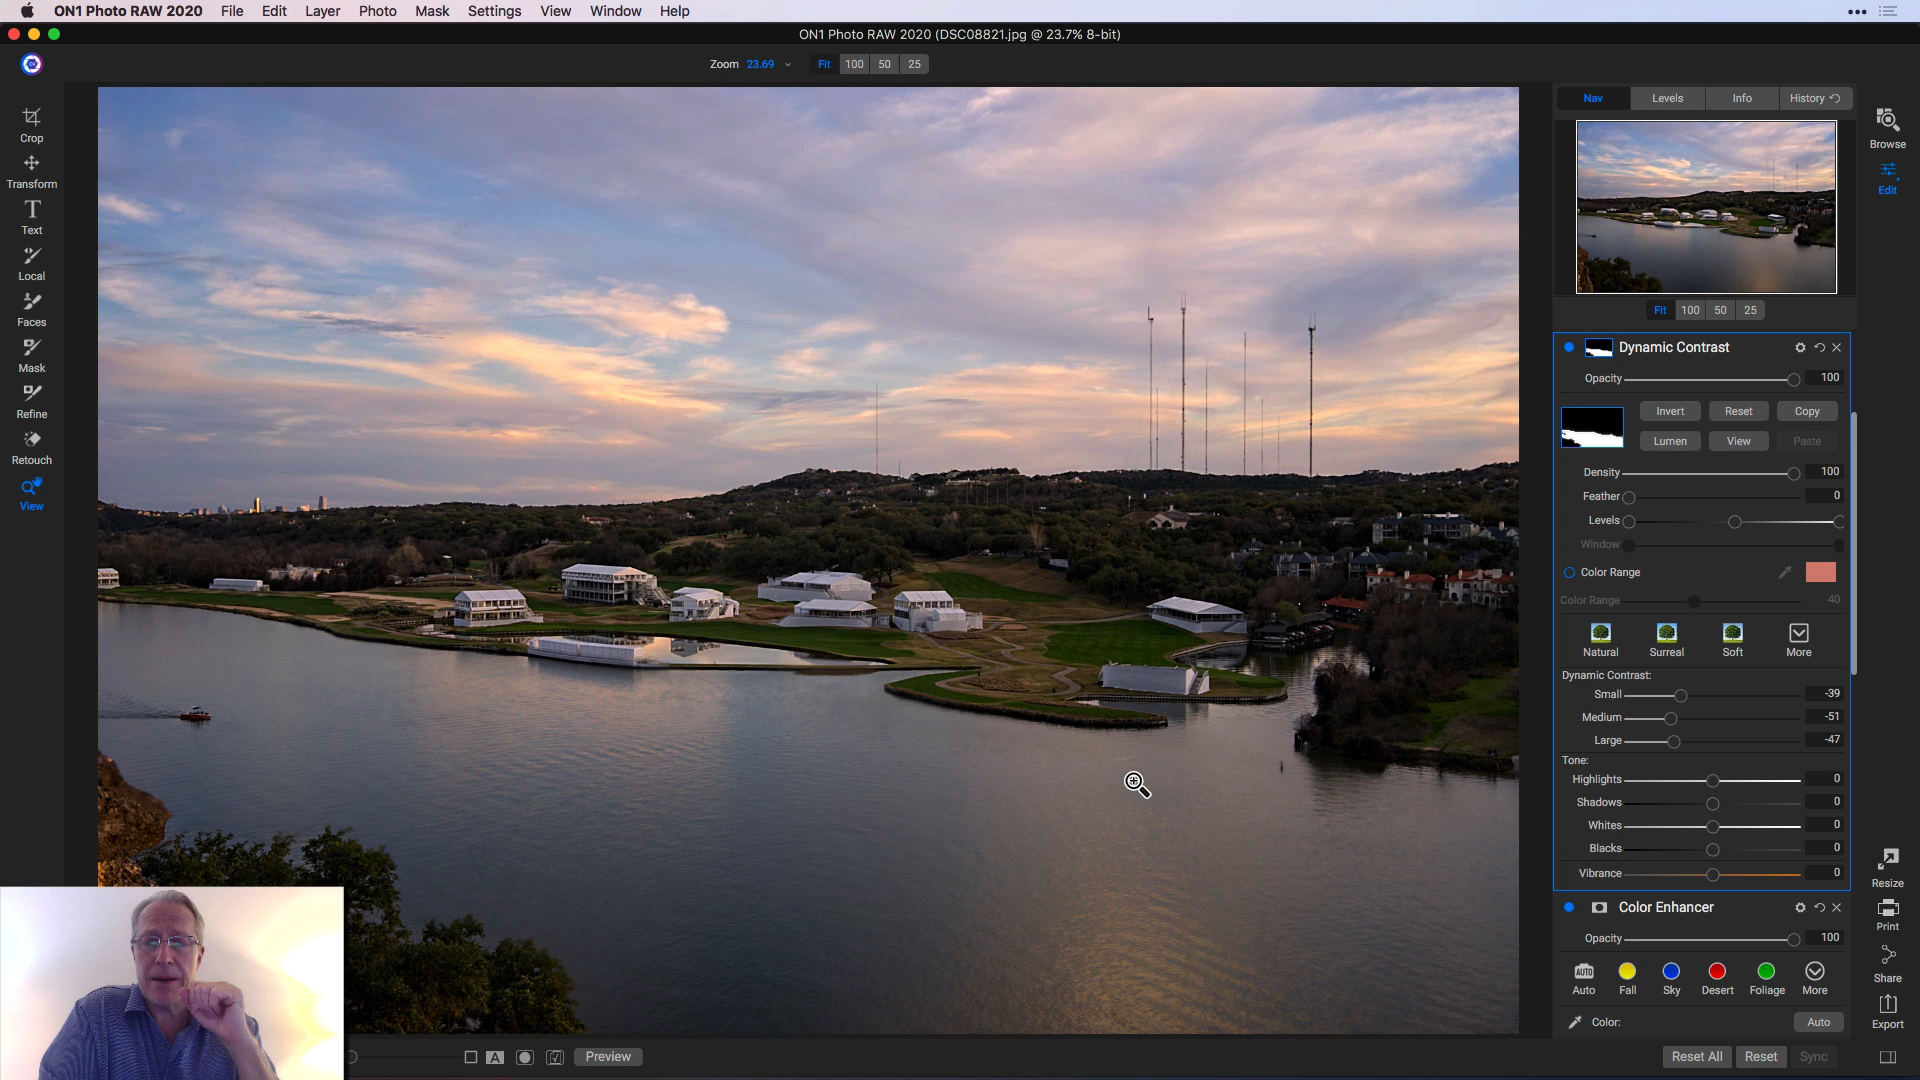 ON1 Photo RAW 2020 File Edit Layer Photo Mask Settings View Window Help
ON1 Photo RAW 2020 (DSC08821.jpg @ 23.7% 8-bit)
Zoom 23.69 Fit 100 50 25
Crop
Transform
Text
Local
Faces
Mask
Refine
Retouch
View
Nav Levels Info History
Fit 100 50 25
Browse
Edit
Dynamic Contrast
Opacity 100
Invert Reset Copy
Lumen View Paste
Density 100
Feather 0
Levels
Window
Color Range
Color Range 40
Natural Surreal Soft More
Dynamic Contrast:
Small -39
Medium -51
Large -47
Tone:
Highlights 0
Shadows 0
Whites 0
Blacks 0
Vibrance 0
Color Enhancer
Opacity 100
AUTO
Auto Fall Sky Desert Foliage More
Color: Auto
Resize
Print
Share
Export
A Preview
Reset All Reset Sync